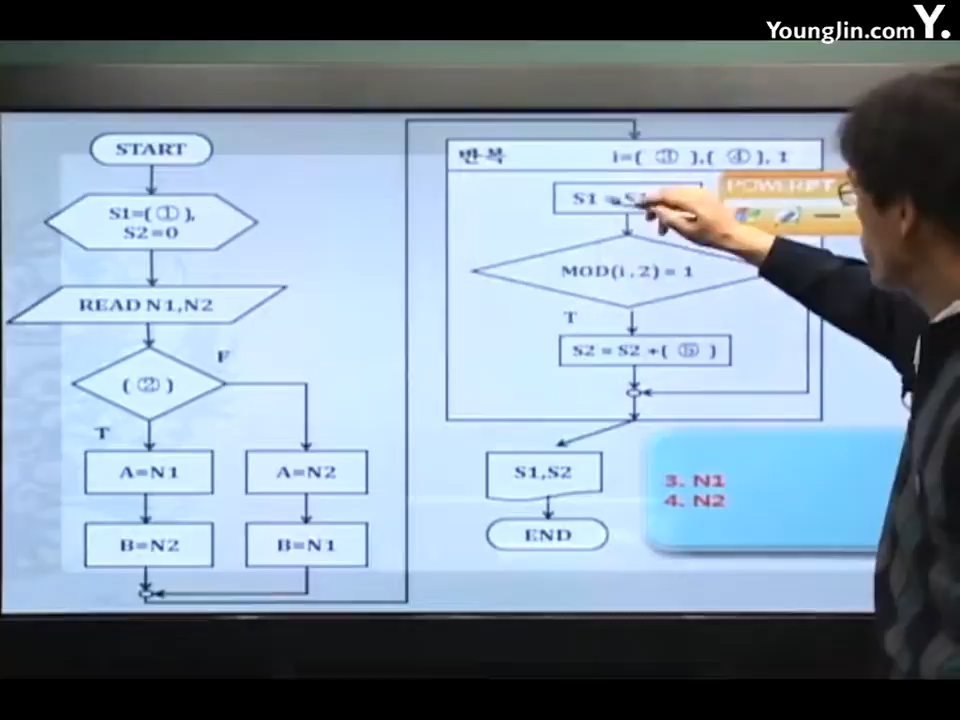 YoungJin.com Y.
START
S1=( ① ),
S2=0
READ N1,N2
F
( ② )
T
A=N1
A=N2
B=N2
B=N1
반복 i=( ③ ),( ④ ), 1
S1 =
MOD(i, 2) = 1
T
S2 = S2 +( ⑤ )
S1,S2
END
3. N1
4. N2